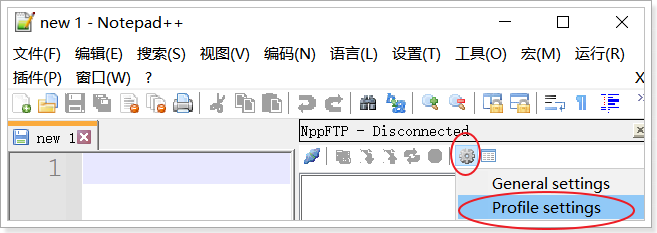 new 1 - Notepad++
文件(F) 编辑(E) 搜索(S) 视图(V) 编码(N) 语言(L) 设置(T) 工具(O) 宏(M) 运行(R)
插件(P) 窗口(W) ? X
new 1
NppFTP - Disconnected
1
General settings
Profile settings